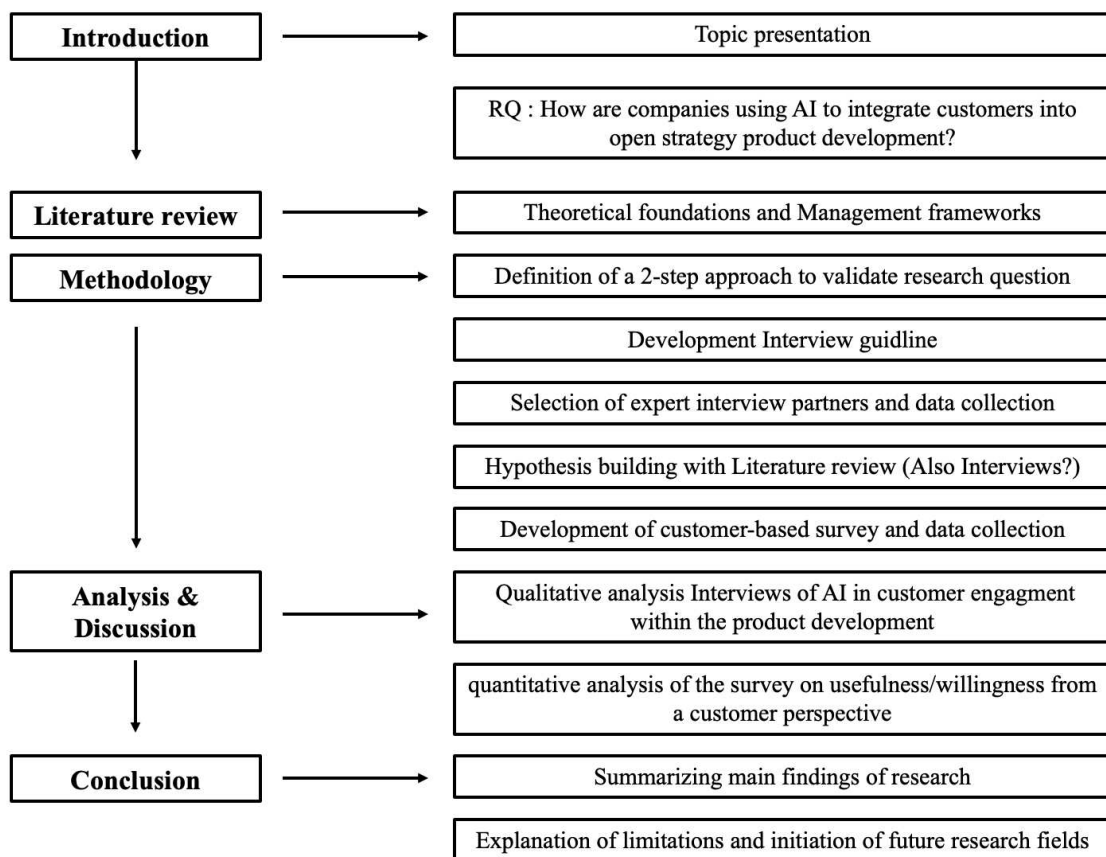 Introduction
Topic presentation
RQ : How are companies using AI to integrate customers into
open strategy product development?
Literature review
Theoretical foundations and Management frameworks
Methodology
Definition of a 2-step approach to validate research question
Development Interview guidline
Selection of expert interview partners and data collection
Hypothesis building with Literature review (Also Interviews?)
Development of customer-based survey and data collection
Analysis &
Discussion
Qualitative analysis Interviews of AI in customer engagment
within the product development
quantitative analysis of the survey on usefulness/willingness from
a customer perspective
Conclusion
Summarizing main findings of research
Explanation of limitations and initiation of future research fields